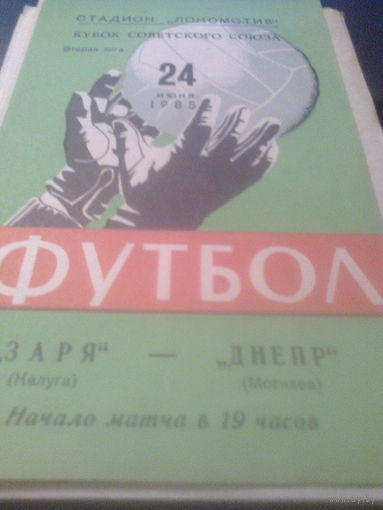 СТАДИОН „ЛОКОМОТИВ"
КУБОК СОВЕТСКОГО СОЮЗА
Вторая лига
24
июня
1985
ФУТБОЛ
„ЗАРЯ" — „ДНЕПР"
(Калуга) (Могилев)
Начало матча в 19 часов